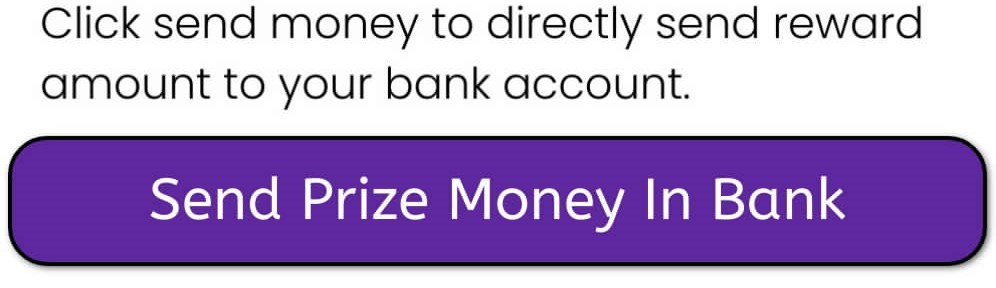 Click send money to directly send reward
amount to your bank account.
Send Prize Money In Bank